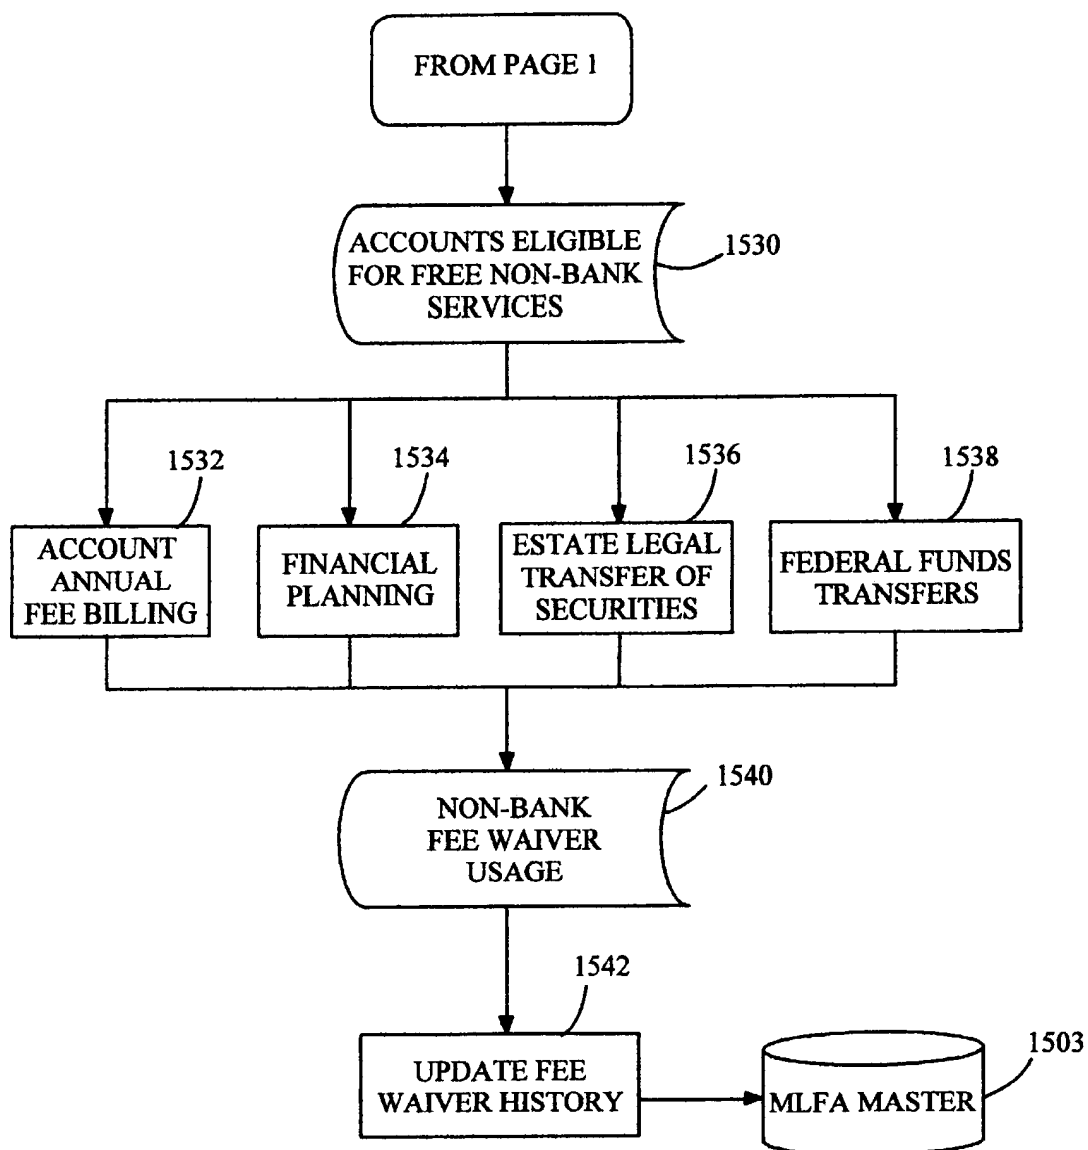 FROM PAGE 1
ACCOUNTS ELIGIBLE
FOR FREE NON-BANK
SERVICES
1530
1532
1534
1536
1538
ACCOUNT
ANNUAL
FEE BILLING
FINANCIAL
PLANNING
ESTATE LEGAL
TRANSFER OF
SECURITIES
FEDERAL FUNDS
TRANSFERS
NON-BANK
FEE WAIVER
USAGE
1540
1542
UPDATE FEE
WAIVER HISTORY
1503
MLFA MASTER